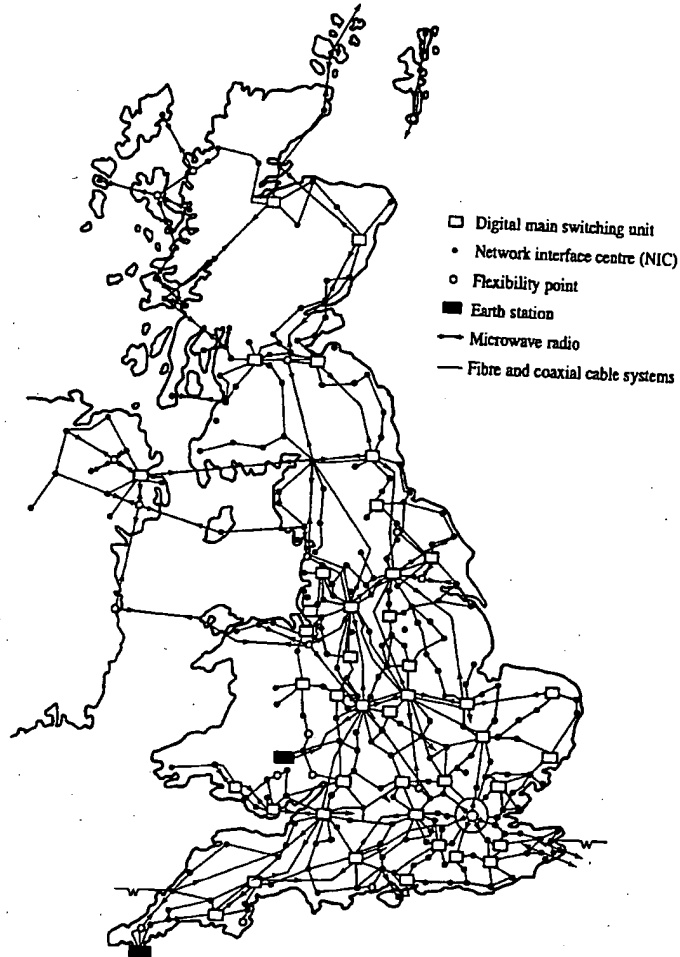 Digital main switching unit
Network interface centre (NIC)
Flexibility point
Earth station
Microwave radio
Fibre and coaxial cable systems